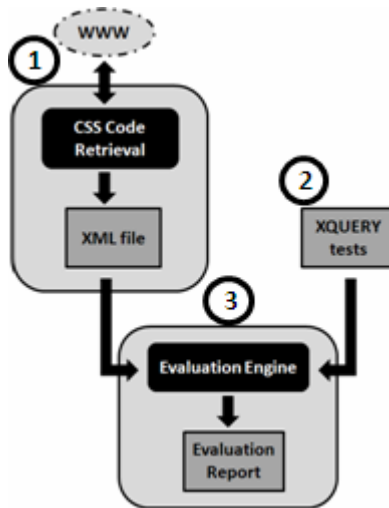 WWW
1
CSS Code
Retrieval
2
XML file
XQUERY
tests
3
Evaluation Engine
Evaluation
Report